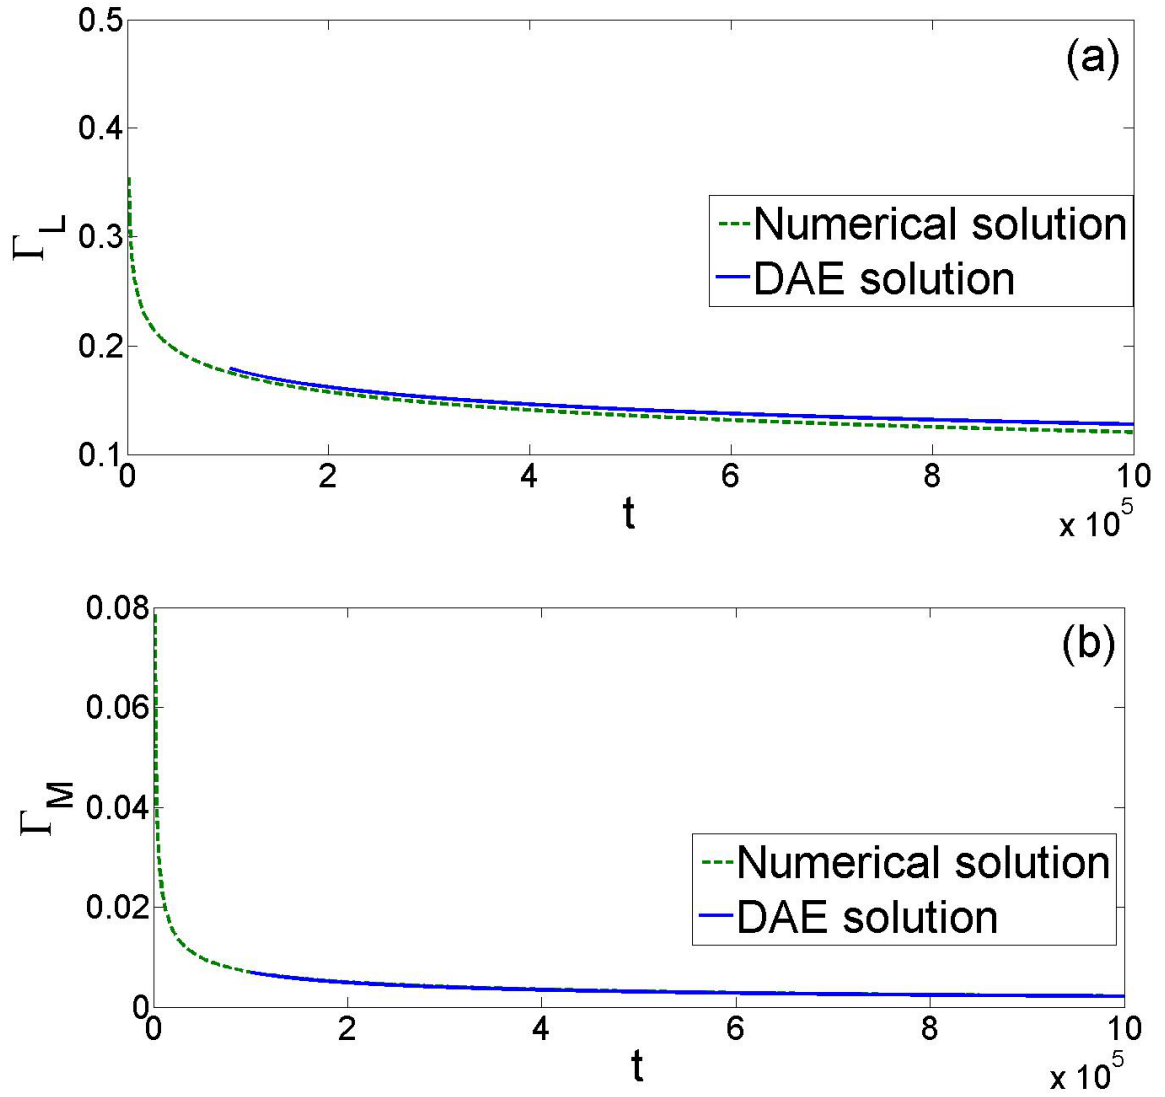 (a)
0.5
0.4
0.3
0.2
0.1
Γ_L
Numerical solution
DAE solution
0 2 4 6 8 10
t
x 10^5
(b)
0.08
0.06
0.04
0.02
0
Γ_M
Numerical solution
DAE solution
0 2 4 6 8 10
t
x 10^5